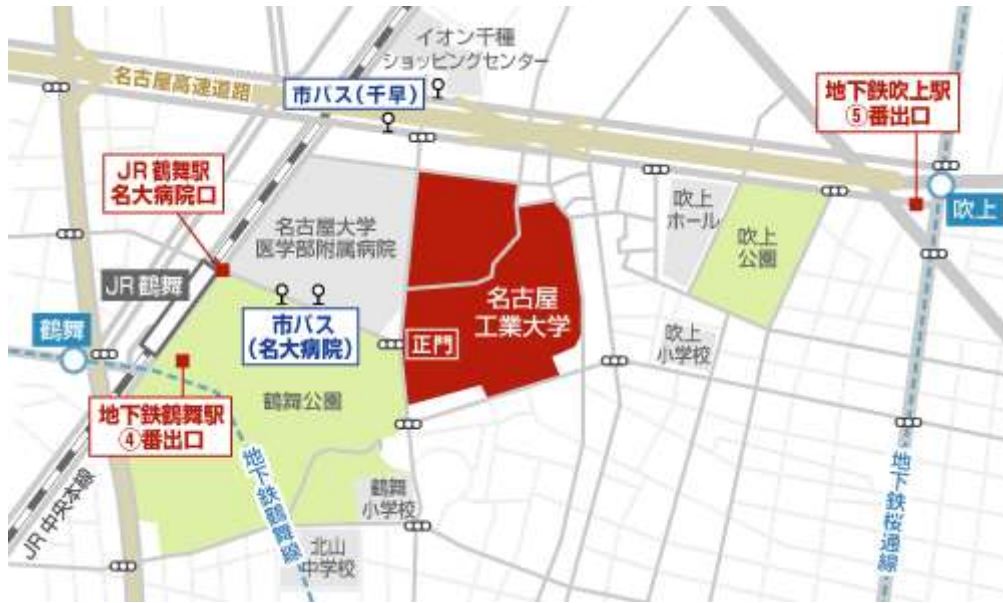 イオン千種
ショッピングセンター
名古屋高速道路
市バス(千早)
地下鉄吹上駅
⑤番出口
JR鶴舞駅
名大病院口
名古屋大学
医学部附属病院
吹上
ホール
吹上
公園
吹上
JR鶴舞
市バス
(名大病院)
名古屋
工業大学
正門
鶴舞
吹上
小学校
地下鉄鶴舞駅
④番出口
鶴舞公園
地下鉄鶴舞線
JR中央本線
鶴舞
小学校
北山
中学校
地下鉄桜通線